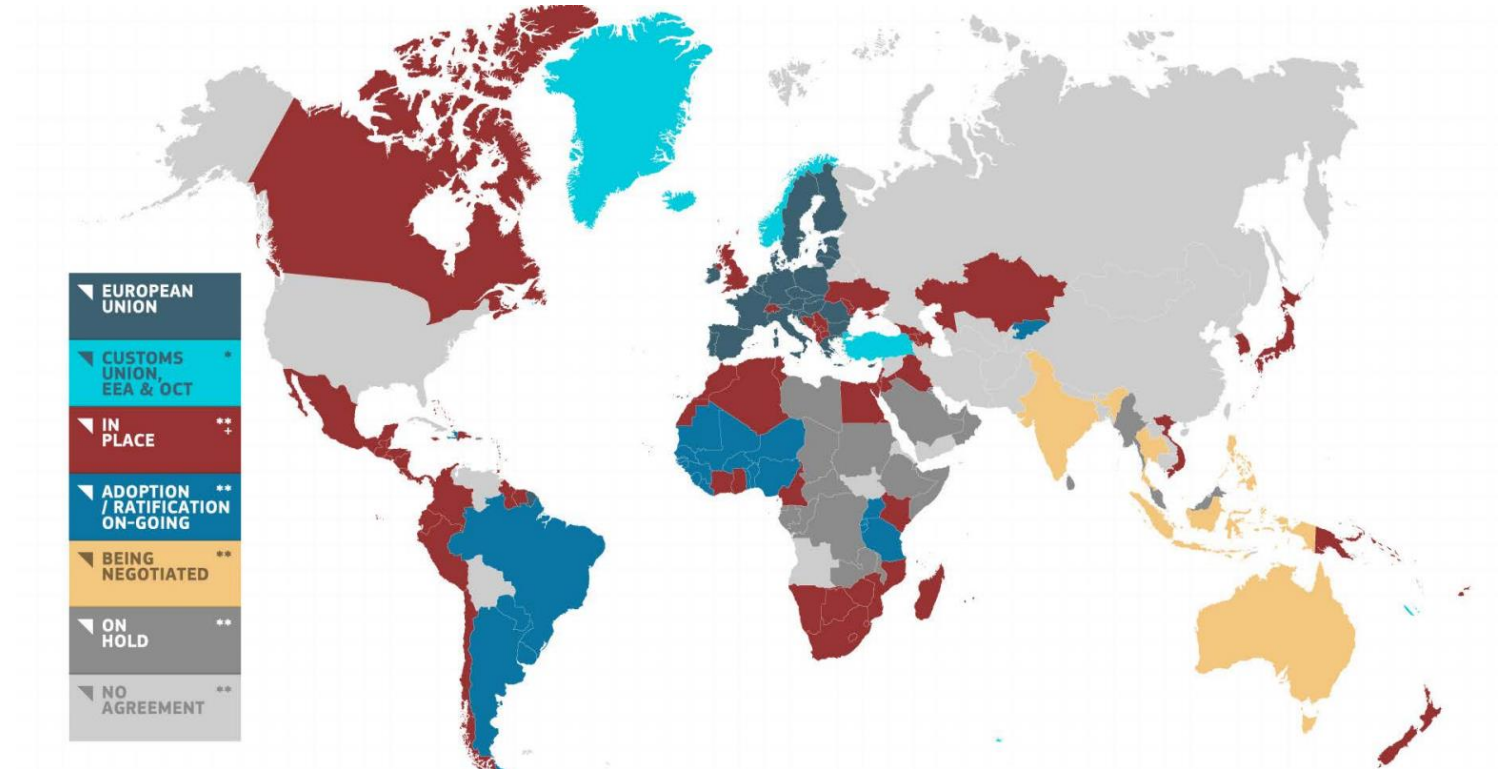 EUROPEAN
UNION
CUSTOMS *
UNION,
EEA & OCT
IN **
PLACE +
ADOPTION **
/ RATIFICATION
ON-GOING
BEING **
NEGOTIATED
ON **
HOLD
NO **
AGREEMENT